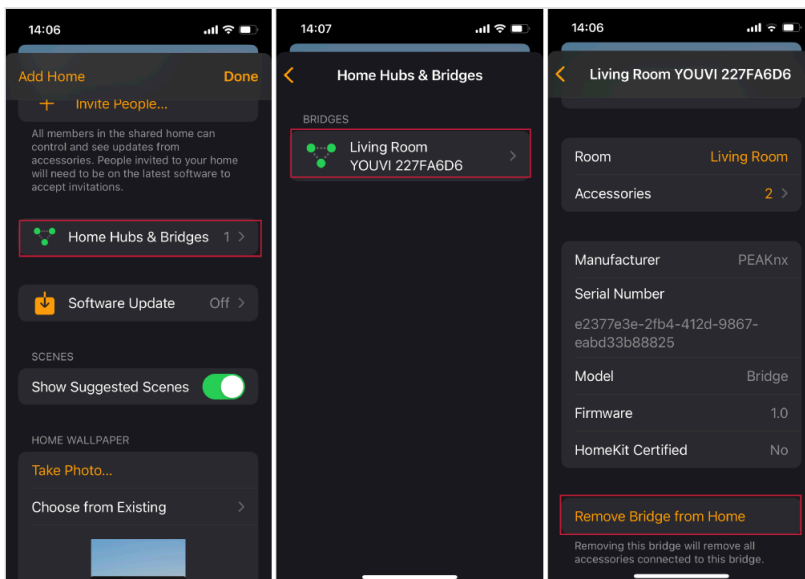 14:06
Add Home
Done
Invite People...
All members in the shared home can
control and see updates from
accessories. People invited to your home
will need to be on the latest software to
accept invitations.
Home Hubs & Bridges 1
Software Update Off
SCENES
Show Suggested Scenes
HOME WALLPAPER
Take Photo...
Choose from Existing
14:07
Home Hubs & Bridges
BRIDGES
Living Room
YOUVI 227FA6D6
14:06
Living Room YOUVI 227FA6D6
Room Living Room
Accessories 2
Manufacturer PEAKnx
Serial Number
e2377e3e-2fb4-412d-9867-
eabd33b88825
Model Bridge
Firmware 1.0
HomeKit Certified No
Remove Bridge from Home
Removing this bridge will remove all
accessories connected to this bridge.